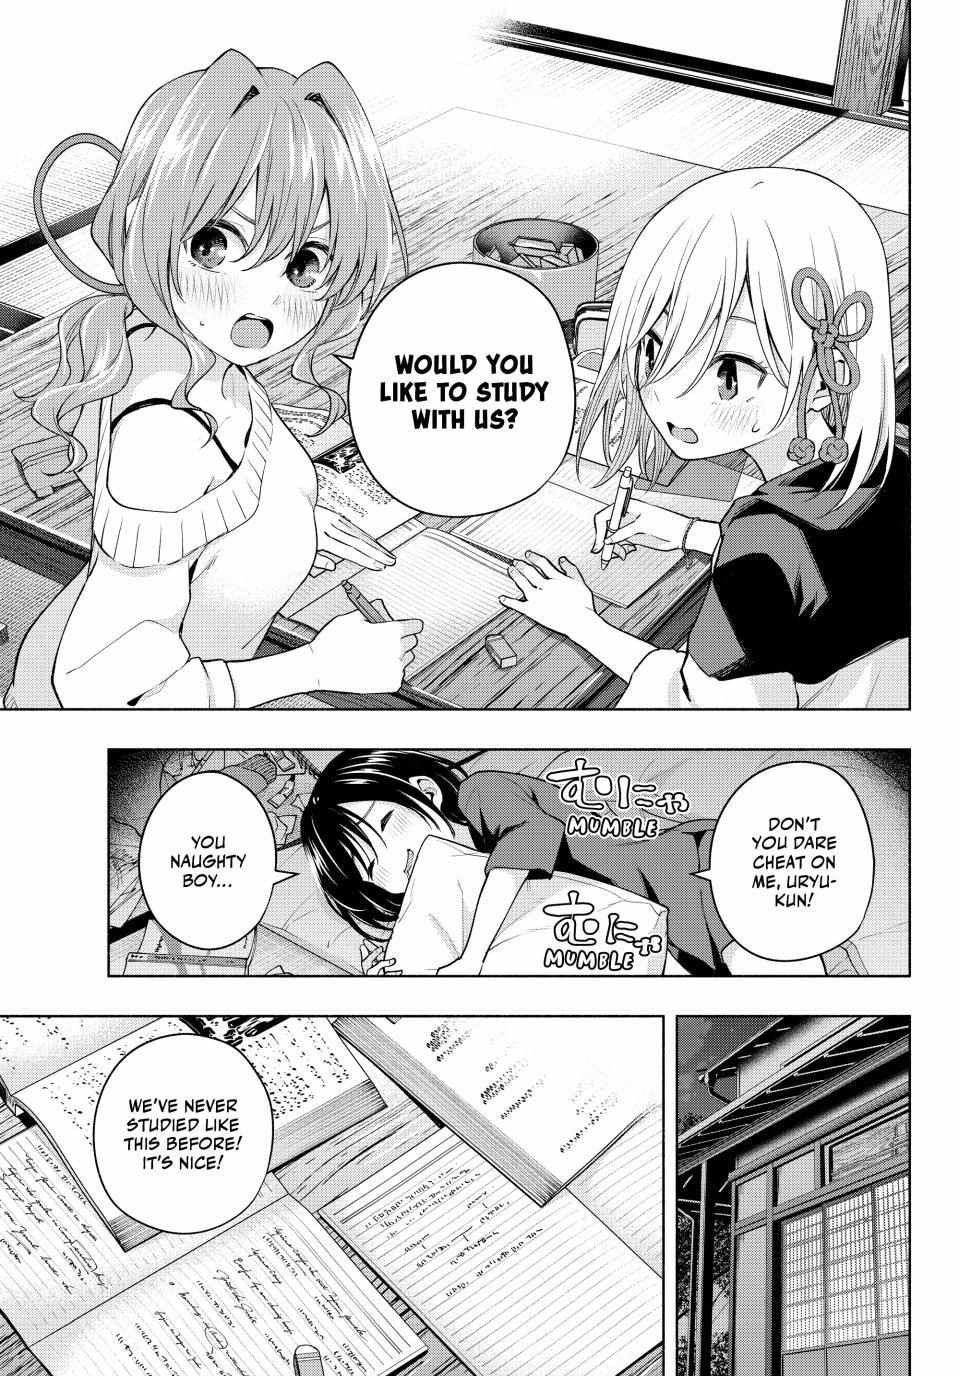 WOULD YOU
LIKE TO STUDY
WITH US?
DON'T
YOU DARE
CHEAT ON
ME, URYU-
KUN!
むりにゃ
MUMBLE
むにゃ
MUMBLE
YOU
NAUGHTY
BOY...
WE'VE NEVER
STUDIED LIKE
THIS BEFORE!
IT'S NICE!